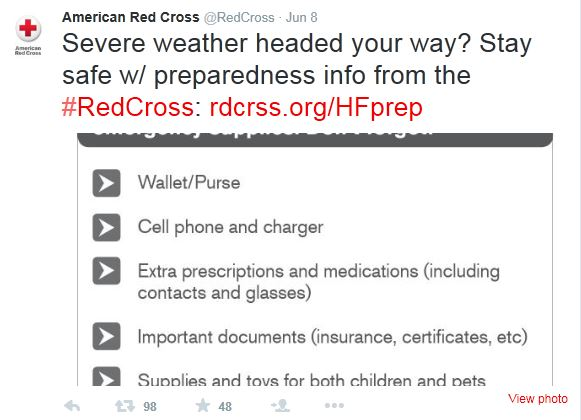 American Red Cross @RedCross · Jun 8
American
Red Cross
Severe weather headed your way? Stay
safe w/ preparedness info from the
#RedCross: rdcrss.org/HFprep
Wallet/Purse
Cell phone and charger
Extra prescriptions and medications (including
contacts and glasses)
Important documents (insurance, certificates, etc)
Supplies and toys for both children and pets
98
48
View photo